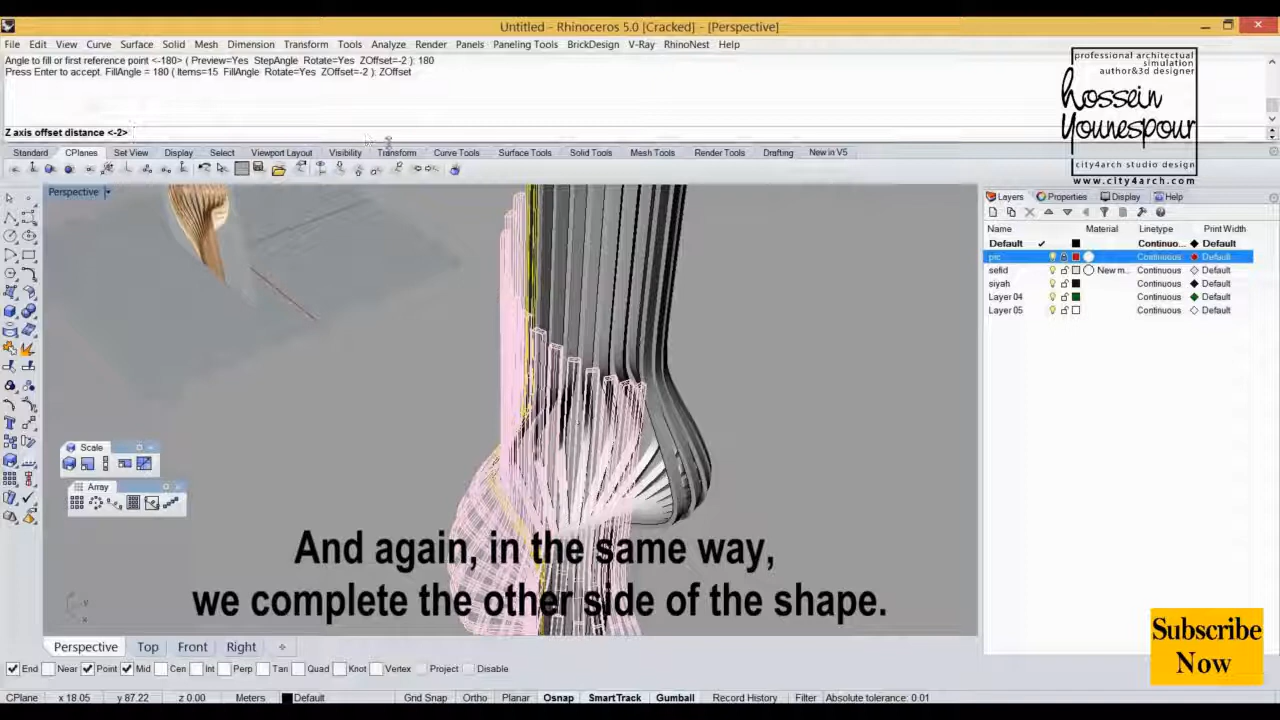 Untitled - Rhinoceros 5.0 [Cracked] - [Perspective]
File Edit View Curve Surface Solid Mesh Dimension Transform Tools Analyze Render Panels Paneling Tools BrickDesign V-Ray RhinoNest Help
Angle to fill or first reference point <-180> ( Preview=Yes StepAngle Rotate=Yes ZOffset=-2 ): 180
Press Enter to accept. FillAngle = 180 ( Items=15 FillAngle Rotate=Yes ZOffset=-2 ): ZOffset
Z axis offset distance <-2>
professional architectual
simulation
author&3d designer
hossein
Younespour
city4arch studio design
www.city4arch.com
Standard CPlanes Set View Display Select Viewport Layout Visibility Transform Curve Tools Surface Tools Solid Tools Mesh Tools Render Tools Drafting New in V5
Perspective
Layers Properties Display Help
Name Material Linetype Print Width
Default Continuo... Default
pic Continuous Default
sefid New m... Continuous Default
siyah Continuous Default
Layer 04 Continuous Default
Layer 05 Continuous Default
Scale
Array
And again, in the same way,
we complete the other side of the shape.
Subscribe
Now
Perspective Top Front Right
End Near Point Mid Cen Int Perp Tan Quad Knot Vertex Project Disable
CPlane x 18.05 y 87.22 z 0.00 Meters Default Grid Snap Ortho Planar Osnap SmartTrack Gumball Record History Filter Absolute tolerance: 0.01